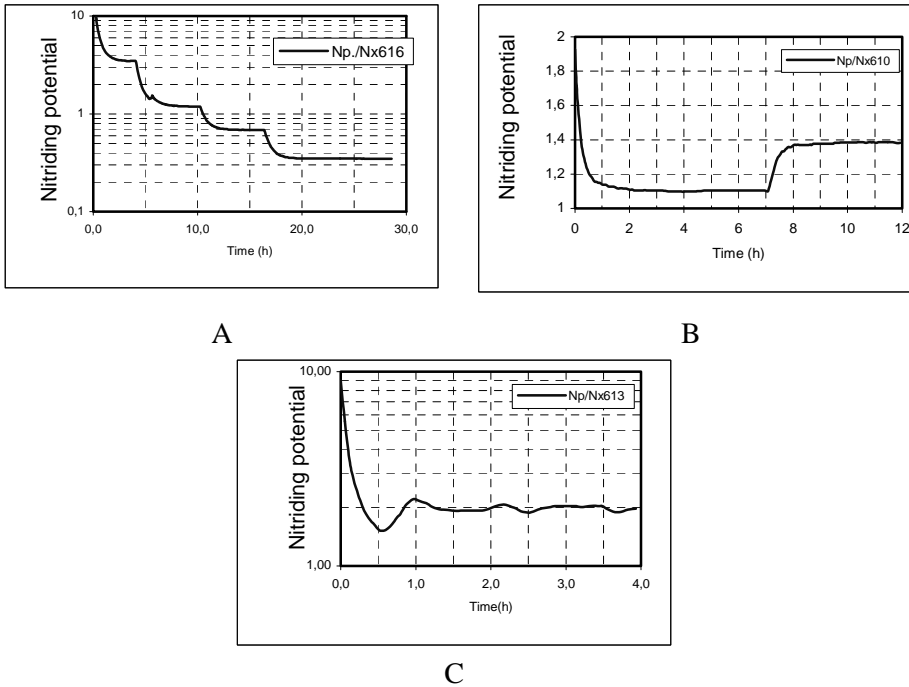 Nitriding potential
10
1
0,1
Np./Nx616
0,0 10,0 20,0 30,0
Time (h)
A
Nitriding potential
2
1,8
1,6
1,4
1,2
1
Np/Nx610
0 2 4 6 8 10 12
Time (h)
B
Nitriding potential
10,00
1,00
Np/Nx613
0,0 1,0 2,0 3,0 4,0
Time(h)
C